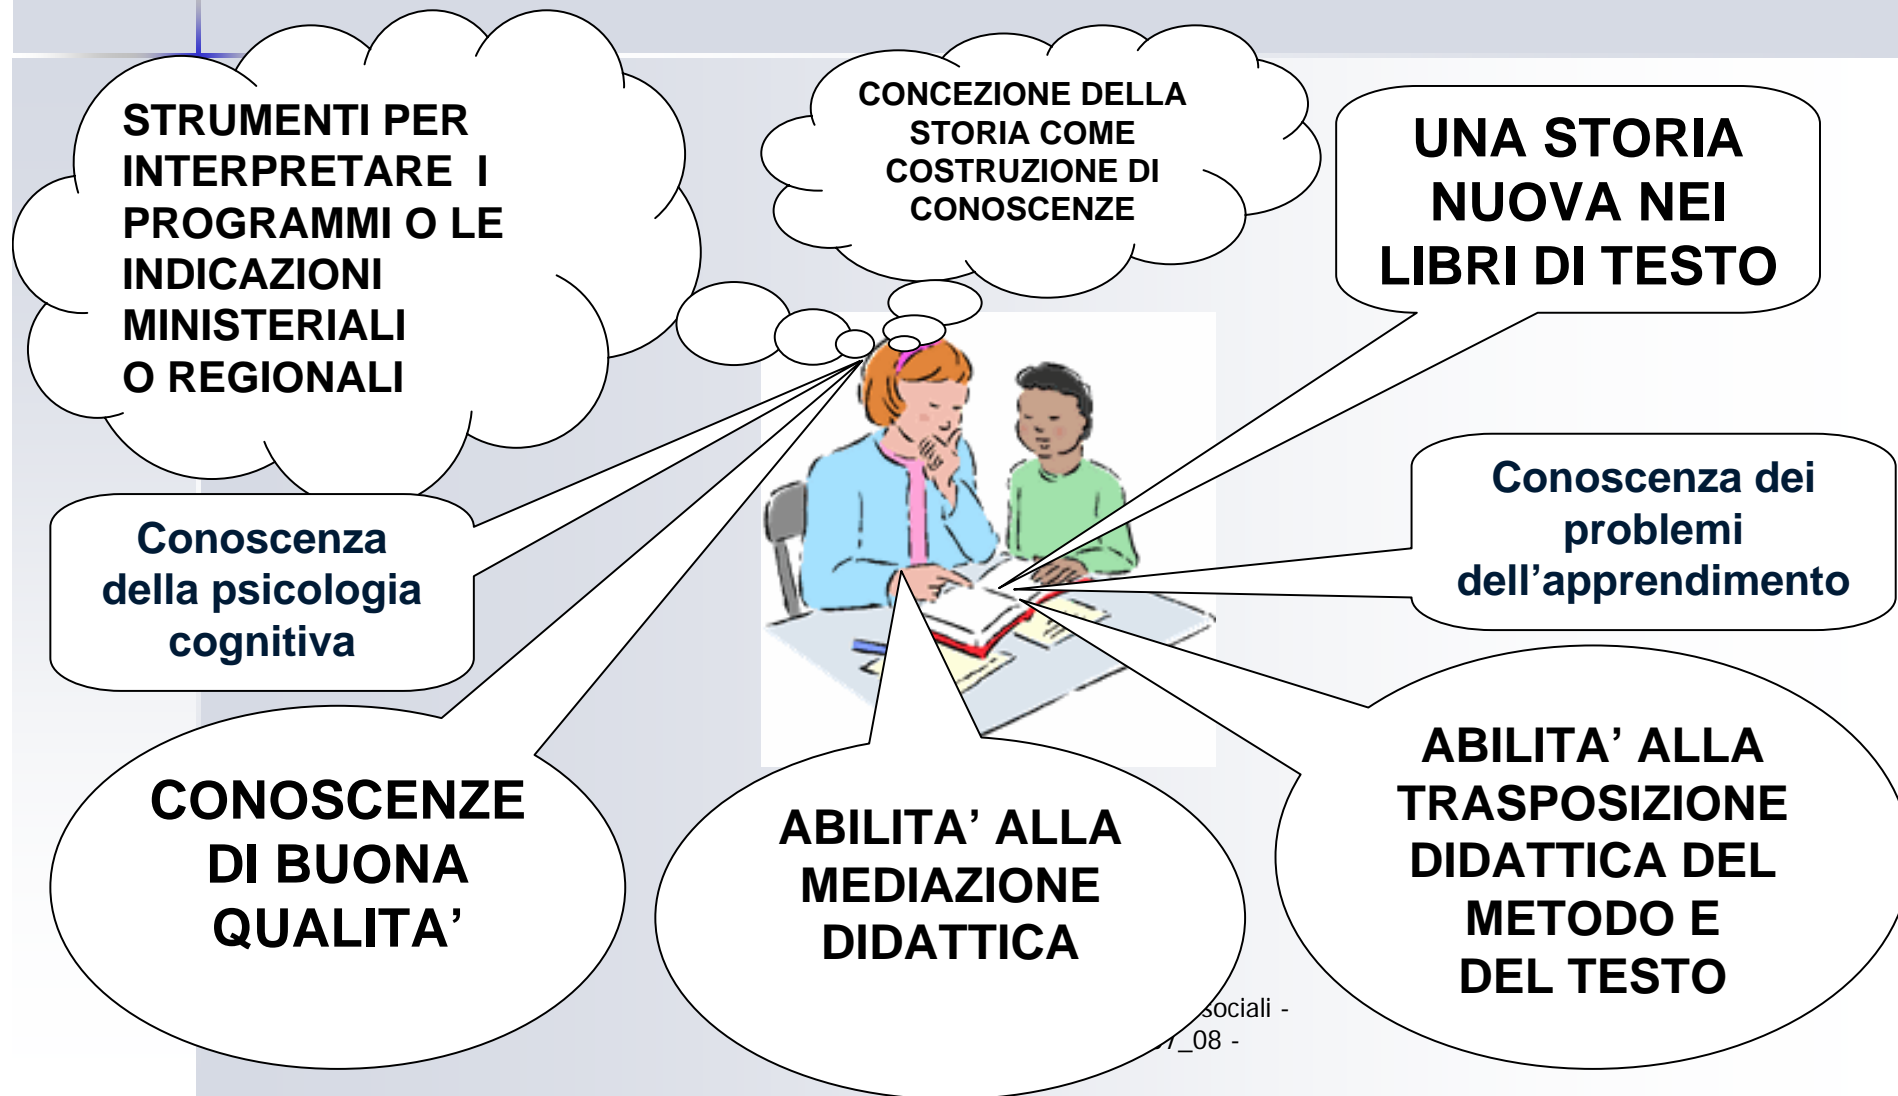 STRUMENTI PER
INTERPRETARE I
PROGRAMMI O LE
INDICAZIONI
MINISTERIALI
O REGIONALI
CONCEZIONE DELLA
STORIA COME
COSTRUZIONE DI
CONOSCENZE
UNA STORIA
NUOVA NEI
LIBRI DI TESTO
Conoscenza
della psicologia
cognitiva
Conoscenza dei
problemi
dell’apprendimento
CONOSCENZE
DI BUONA
QUALITA’
ABILITA’ ALLA
MEDIAZIONE
DIDATTICA
ABILITA’ ALLA
TRASPOSIZIONE
DIDATTICA DEL
METODO E
DEL TESTO
sociali -
_08 -